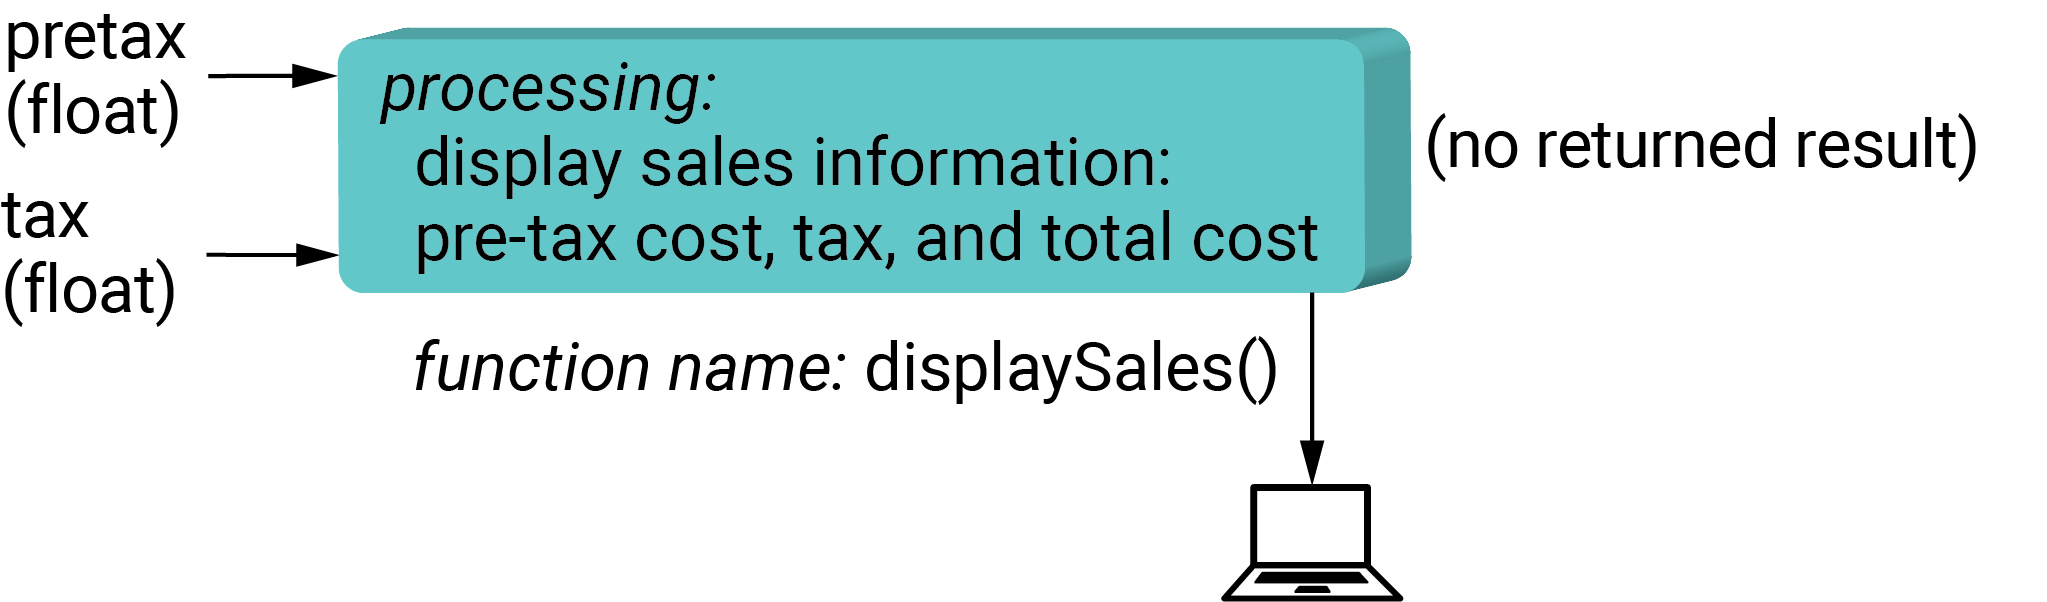 pretax
(float)
tax
(float)
processing:
display sales information:
pre-tax cost, tax, and total cost
(no returned result)
function name: displaySales()